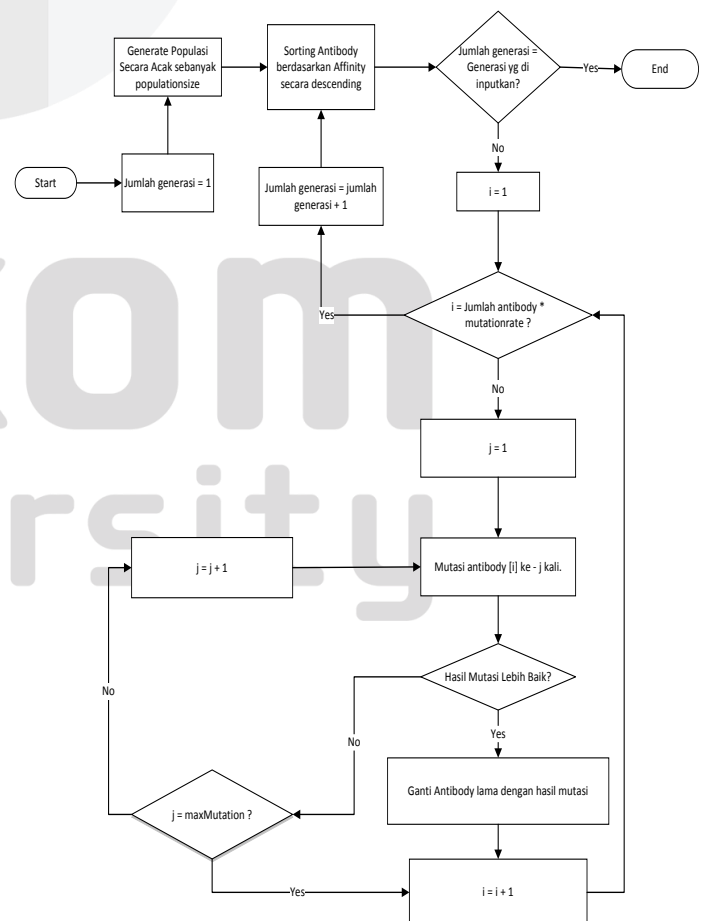 Generate Populasi
Secara Acak sebanyak
populationsize
Sorting Antibody
berdasarkan Affinity
secara descending
Jumlah generasi =
Generasi yg di
inputkan?
Yes
End
No
Start
Jumlah generasi = 1
Jumlah generasi = jumlah
generasi + 1
i = 1
Yes
i = Jumlah antibody *
mutationrate ?
No
j = 1
j = j + 1
Mutasi antibody [i] ke - j kali.
Hasil Mutasi Lebih Baik?
No
No
Yes
j = maxMutation ?
Ganti Antibody lama dengan hasil mutasi
Yes
i = i + 1
kom
rsity